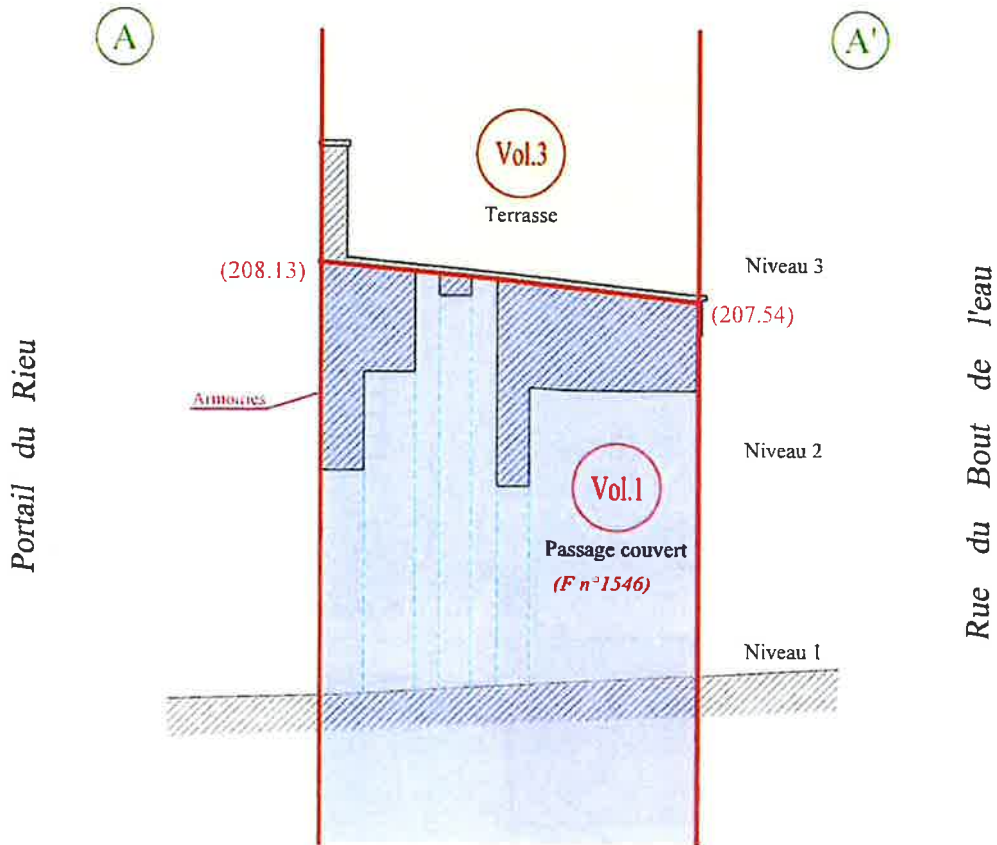 A
A'
Vol.3
Terrasse
(208.13)
Niveau 3
(207.54)
Portail du Rieu
Armoiries
Niveau 2
Rue du Bout de l'eau
Vol.1
Passage couvert
(F n°1546)
Niveau 1